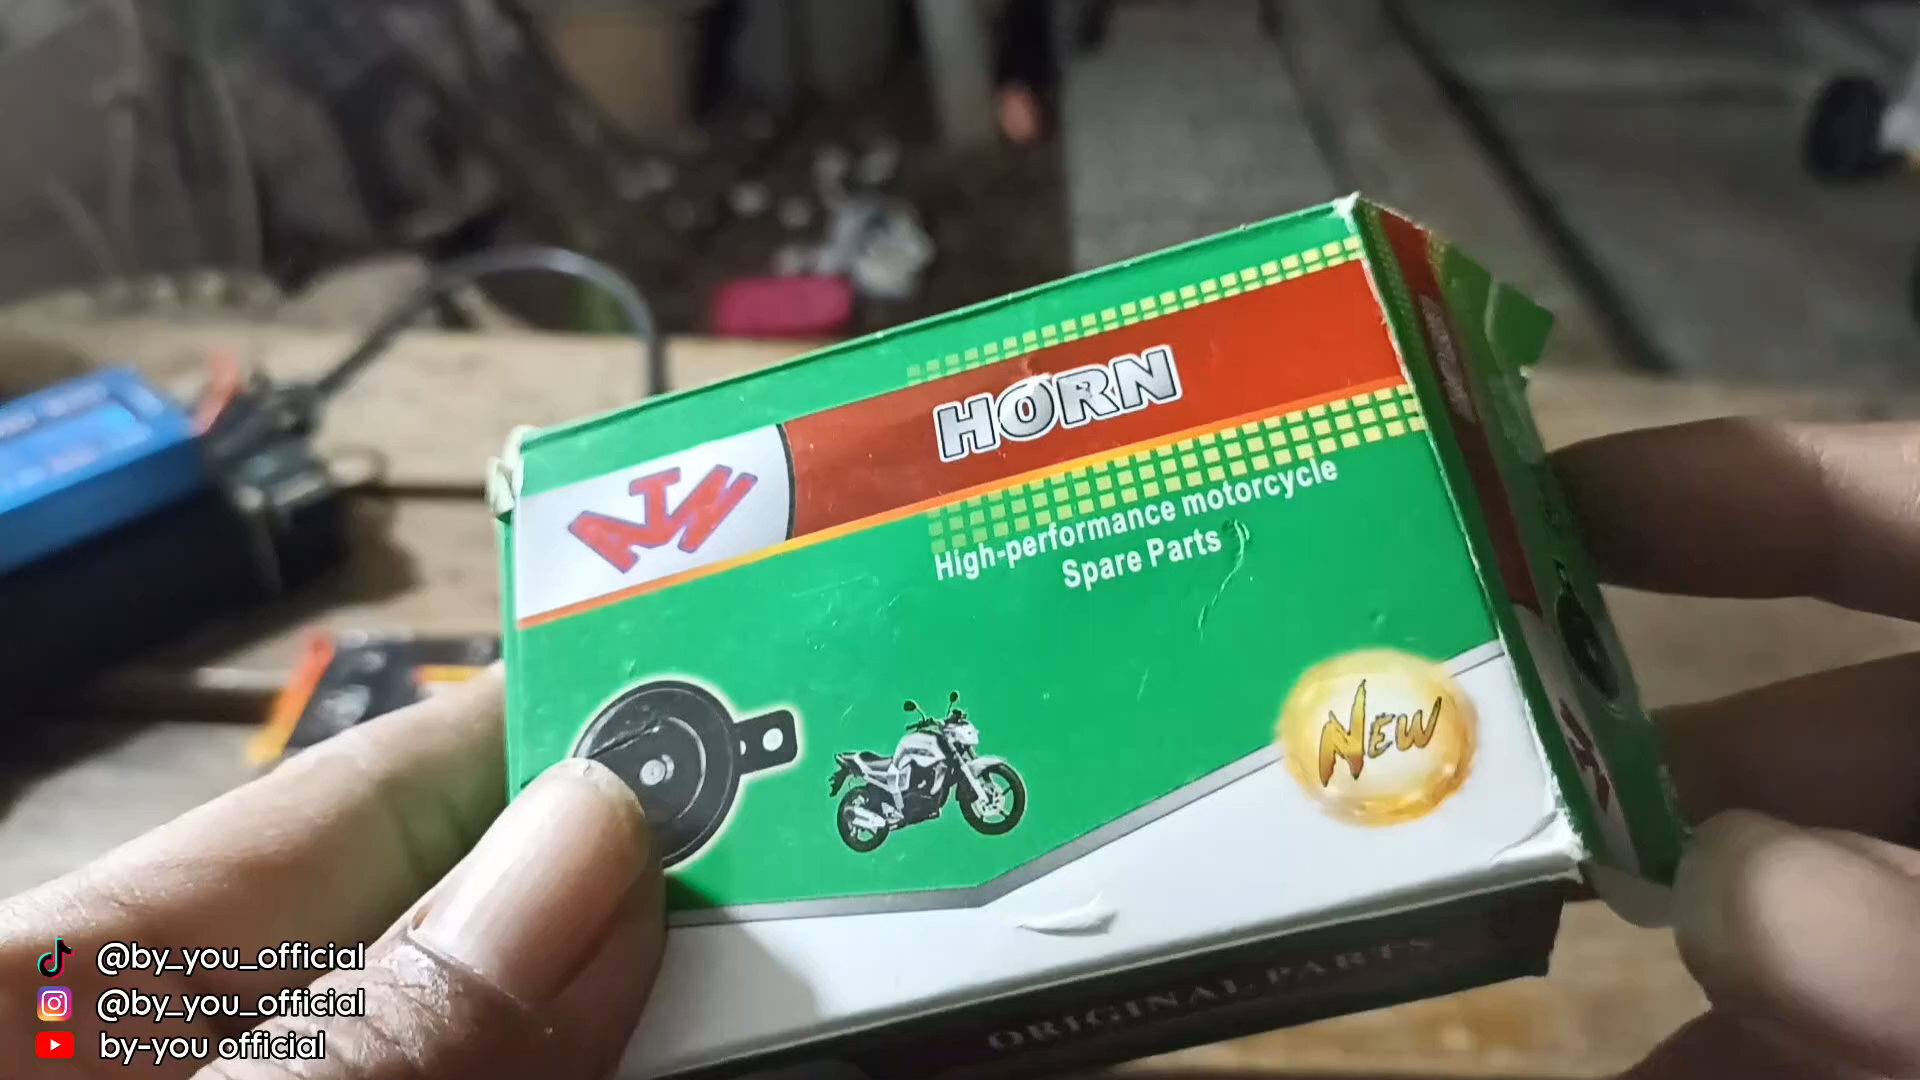 HORN
High-performance motorcycle
Spare Parts
NEW
ORIGINAL PARTS
@by_you_official
@by_you_official
by-you official